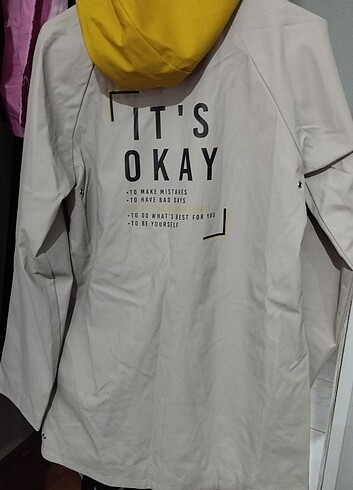 IT'S
OKAY
•TO MAKE MISTAKES
•TO HAVE BAD DAYS
•TO DO WHAT'S BEST FOR YOU
•TO BE YOURSELF